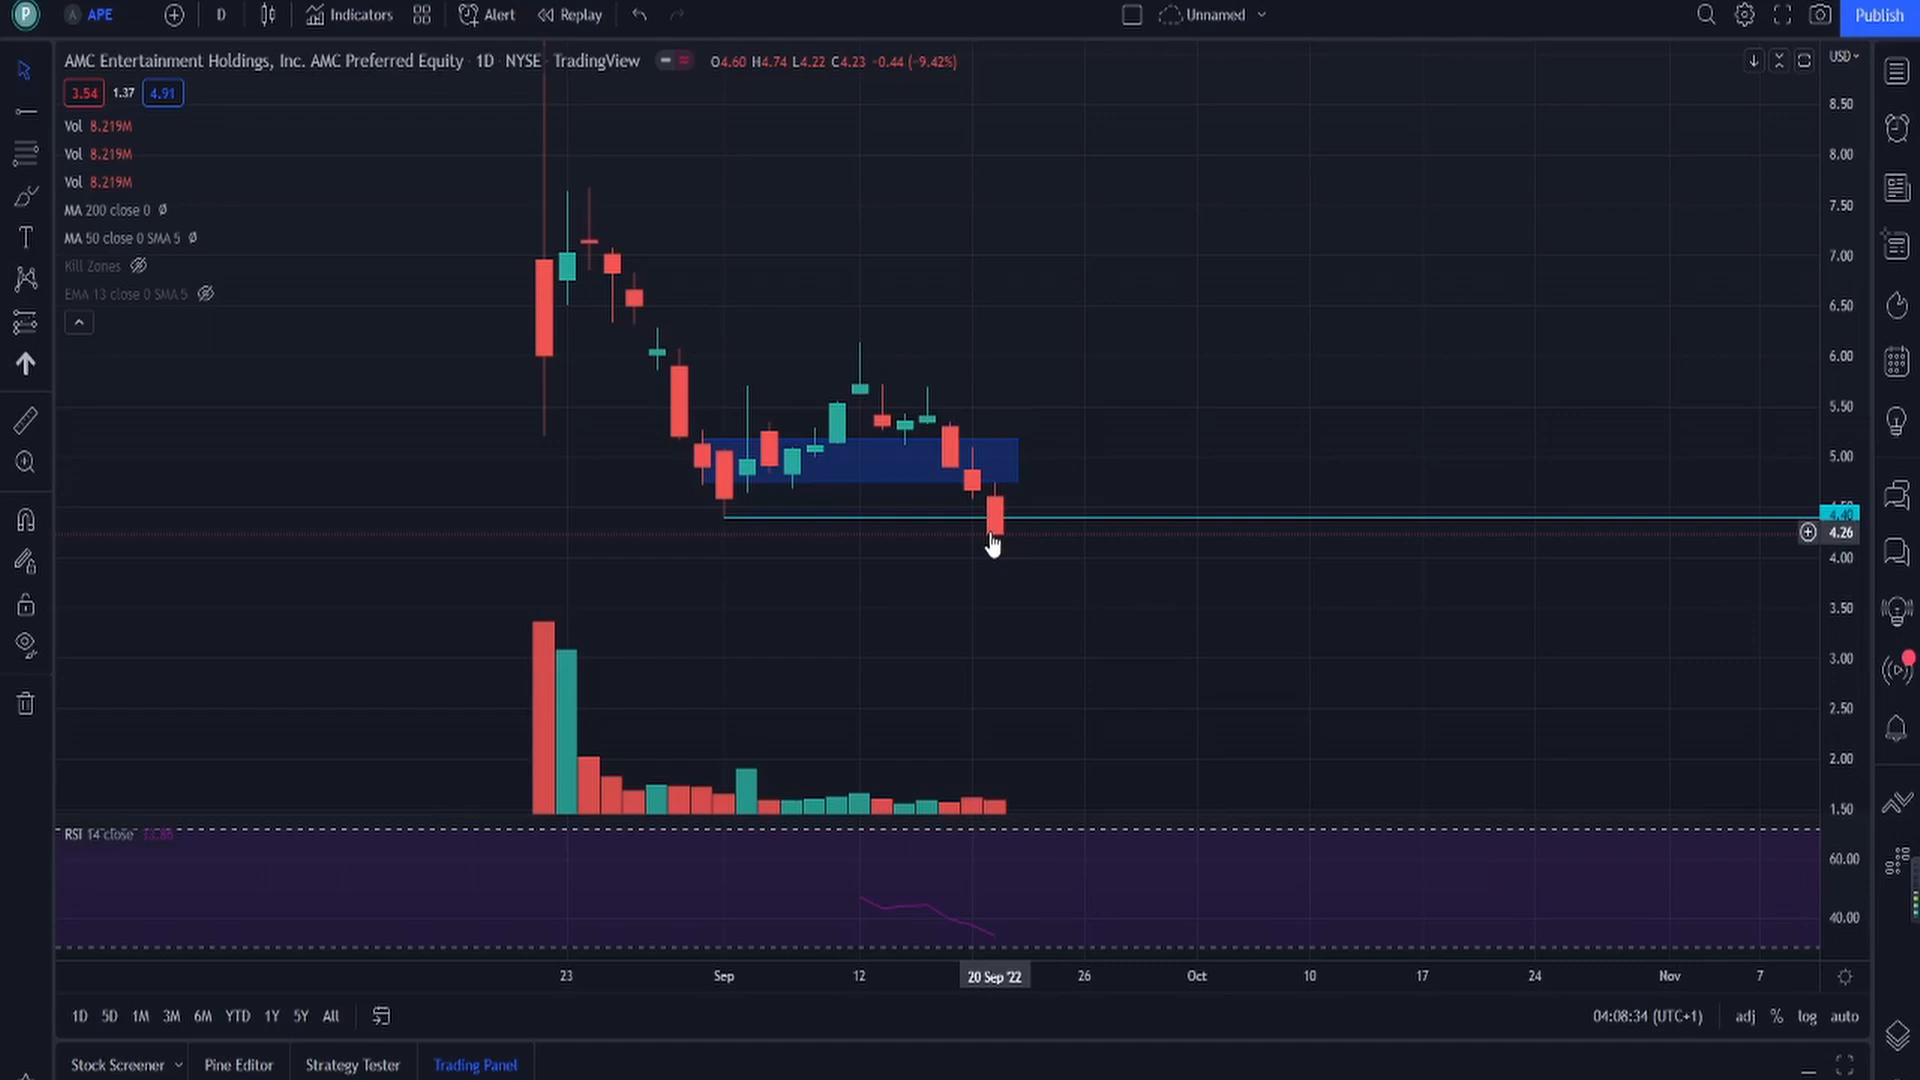 P A APE D Indicators Alert Replay Unnamed Publish
AMC Entertainment Holdings, Inc. AMC Preferred Equity 1D NYSE TradingView O4.60 H4.74 L4.22 C4.23 -0.44 (-9.42%) USD
3.54 1.37 4.91
Vol 8.219M
Vol 8.219M
Vol 8.219M
MA 200 close 0 Ø
MA 50 close 0 SMA 5 Ø
Kill Zones
EMA 13 close 0 SMA 5
8.50
8.00
7.50
7.00
6.50
6.00
5.50
5.00
4.50
4.40
4.26
4.00
3.50
3.00
2.50
2.00
1.50
RSI 14 close
60.00
40.00
23 Sep 12 20 Sep '22 26 Oct 10 17 24 Nov 7
1D 5D 1M 3M 6M YTD 1Y 5Y All 04:08:34 (UTC+1) adj % log auto
Stock Screener Pine Editor Strategy Tester Trading Panel